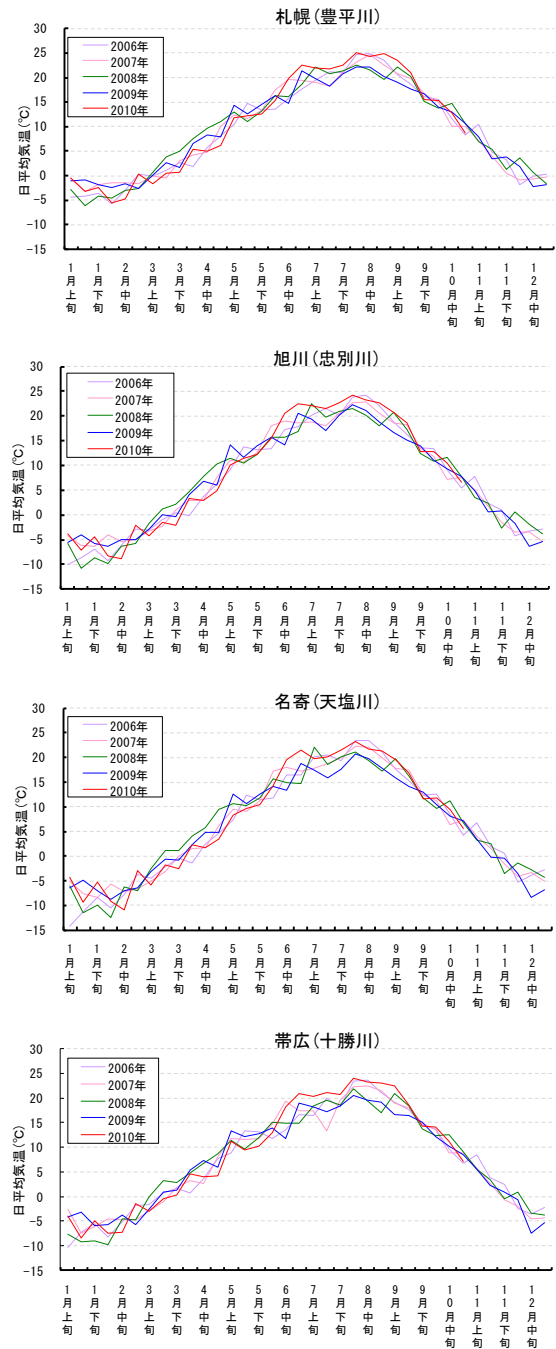 札幌(豊平川)
日平均気温(℃)
30
25
20
15
10
5
0
-5
-10
-15
2006年
2007年
2008年
2009年
2010年
1月上旬
1月下旬
2月中旬
3月上旬
3月下旬
4月中旬
5月上旬
5月下旬
6月中旬
7月上旬
7月下旬
8月中旬
9月上旬
9月下旬
10月中旬
11月上旬
11月下旬
12月中旬
旭川(忠別川)
日平均気温(℃)
30
25
20
15
10
5
0
-5
-10
-15
2006年
2007年
2008年
2009年
2010年
1月上旬
1月下旬
2月中旬
3月上旬
3月下旬
4月中旬
5月上旬
5月下旬
6月中旬
7月上旬
7月下旬
8月中旬
9月上旬
9月下旬
10月中旬
11月上旬
11月下旬
12月中旬
名寄(天塩川)
日平均気温(℃)
30
25
20
15
10
5
0
-5
-10
-15
2006年
2007年
2008年
2009年
2010年
1月上旬
1月下旬
2月中旬
3月上旬
3月下旬
4月中旬
5月上旬
5月下旬
6月中旬
7月上旬
7月下旬
8月中旬
9月上旬
9月下旬
10月中旬
11月上旬
11月下旬
12月中旬
帯広(十勝川)
日平均気温(℃)
30
25
20
15
10
5
0
-5
-10
-15
2006年
2007年
2008年
2009年
2010年
1月上旬
1月下旬
2月中旬
3月上旬
3月下旬
4月中旬
5月上旬
5月下旬
6月中旬
7月上旬
7月下旬
8月中旬
9月上旬
9月下旬
10月中旬
11月上旬
11月下旬
12月中旬